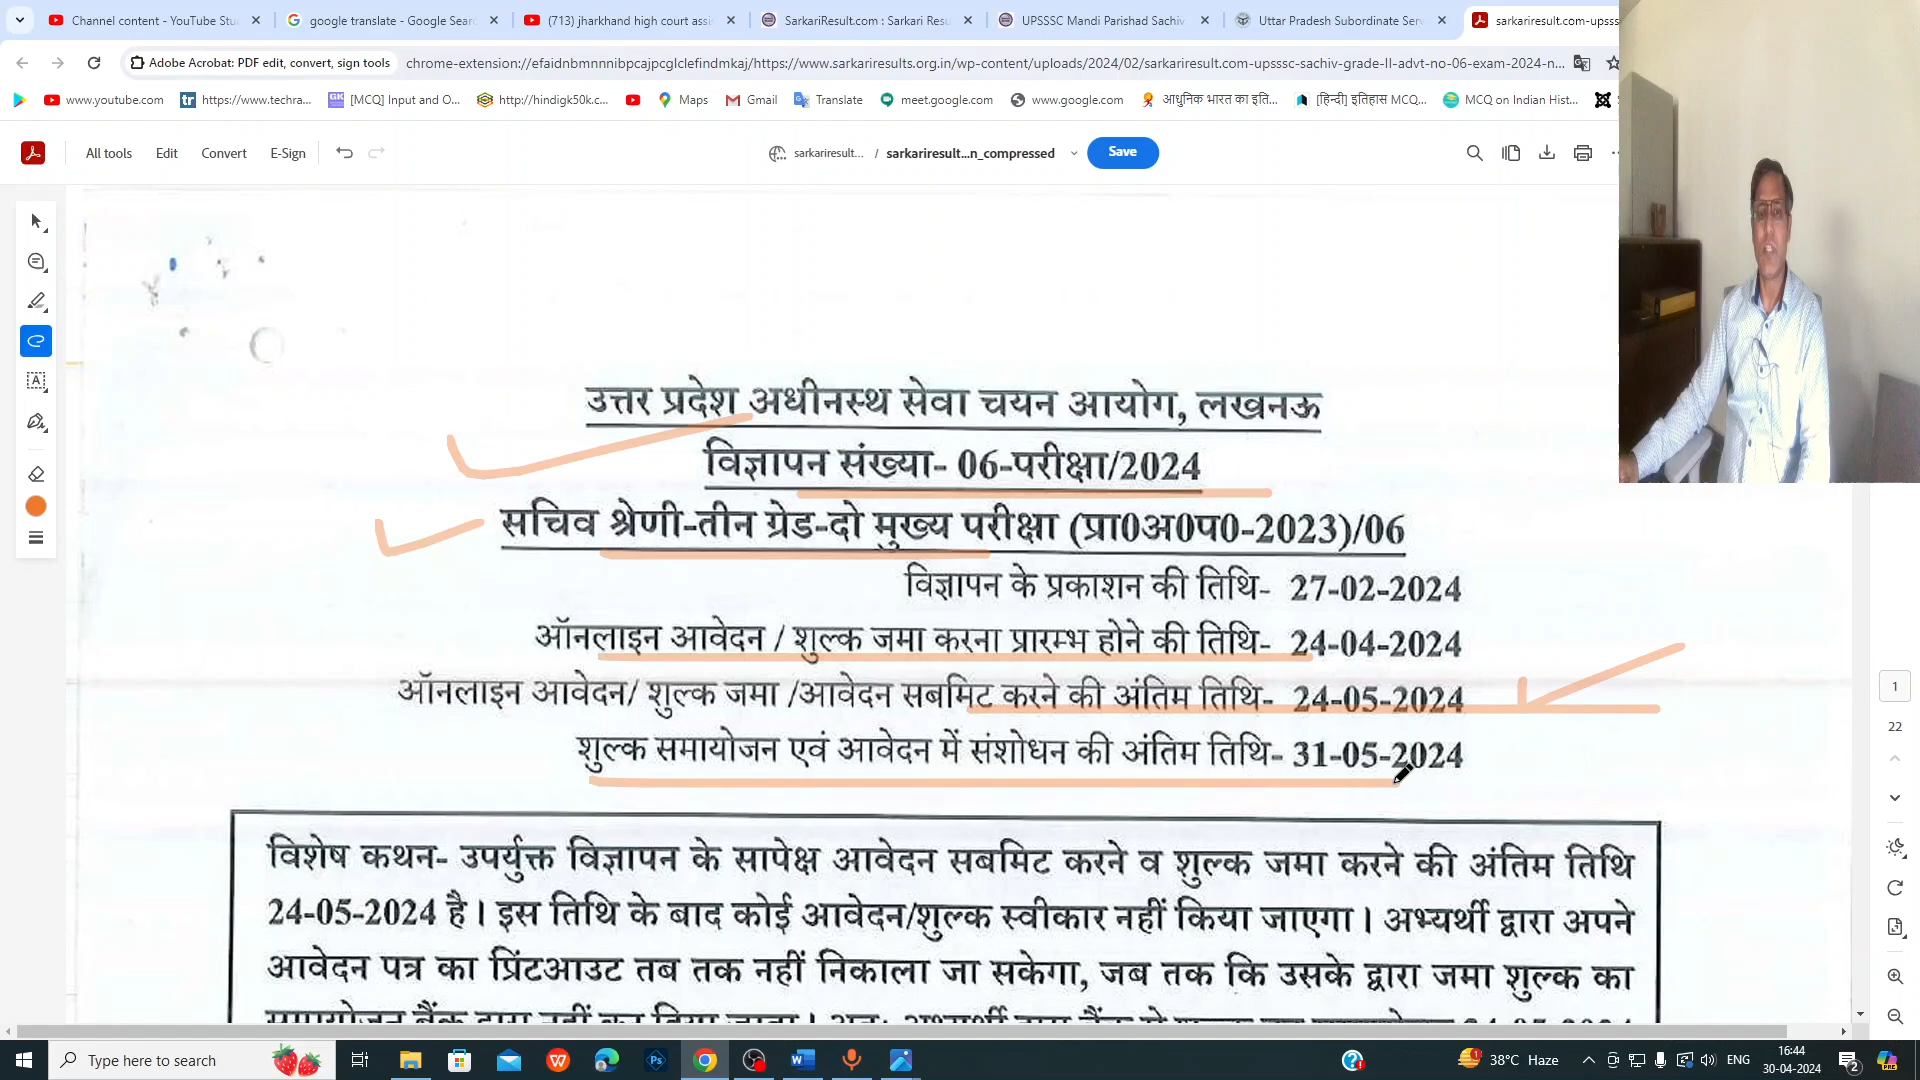 Channel content - YouTube Stu
google translate - Google Sear
(713) jharkhand high court assi
SarkariResult.com : Sarkari Resu
UPSSSC Mandi Parishad Sachiv
Uttar Pradesh Subordinate Serv
sarkariresult.com-upsss
Adobe Acrobat: PDF edit, convert, sign tools
chrome-extension://efaidnbmnnnibpcajpcglclefindmkaj/https://www.sarkariresults.org.in/wp-content/uploads/2024/02/sarkariresult.com-upsssc-sachiv-grade-II-advt-no-06-exam-2024-n...
www.youtube.com
https://www.techra...
[MCQ] Input and O...
http://hindigk50k.c...
Maps
Gmail
Translate
meet.google.com
www.google.com
आधुनिक भारत का इति...
[हिन्दी] इतिहास MCQ...
MCQ on Indian Hist...
All tools
Edit
Convert
E-Sign
sarkariresult... / sarkariresult...n_compressed
Save
उत्तर प्रदेश अधीनस्थ सेवा चयन आयोग, लखनऊ
विज्ञापन संख्या- 06-परीक्षा/2024
सचिव श्रेणी-तीन ग्रेड-दो मुख्य परीक्षा (प्रा0अ0प0-2023)/06
विज्ञापन के प्रकाशन की तिथि- 27-02-2024
ऑनलाइन आवेदन / शुल्क जमा करना प्रारम्भ होने की तिथि- 24-04-2024
ऑनलाइन आवेदन/ शुल्क जमा /आवेदन सबमिट करने की अंतिम तिथि- 24-05-2024
शुल्क समायोजन एवं आवेदन में संशोधन की अंतिम तिथि- 31-05-2024
विशेष कथन- उपर्युक्त विज्ञापन के सापेक्ष आवेदन सबमिट करने व शुल्क जमा करने की अंतिम तिथि
24-05-2024 है। इस तिथि के बाद कोई आवेदन/शुल्क स्वीकार नहीं किया जाएगा। अभ्यर्थी द्वारा अपने
आवेदन पत्र का प्रिंटआउट तब तक नहीं निकाला जा सकेगा, जब तक कि उसके द्वारा जमा शुल्क का
1
22
Type here to search
38°C Haze
ENG
16:44
30-04-2024
2